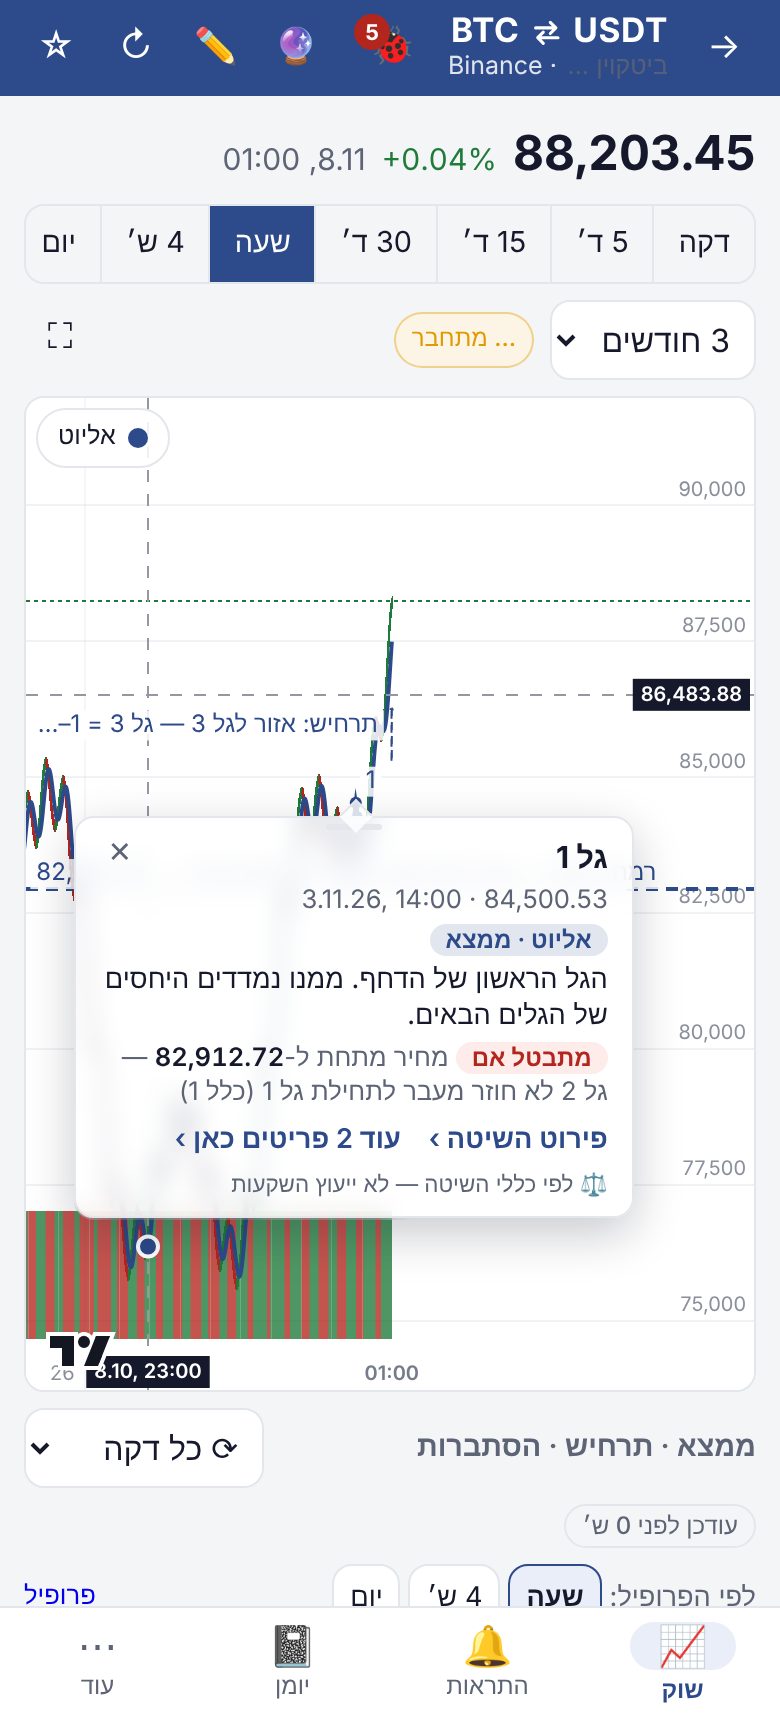 BTC ⇄ USDT
Binance · ביטקוין ...
5
88,203.45 +0.04% 8.11, 01:00
דקה
5 ד׳
15 ד׳
30 ד׳
שעה
4 ש׳
יום
3 חודשים
מתחבר ...
אליוט
90,000
87,500
86,483.88
תרחיש: אזור לגל 3 — גל 3 = 1–...
85,000
1
82,500
82,
גל 1
3.11.26, 14:00 · 84,500.53
אליוט · ממצא
הגל הראשון של הדחף. ממנו נמדדים היחסים
של הגלים הבאים.
מתבטל אם מחיר מתחת ל-82,912.72 —
גל 2 לא חוזר מעבר לתחילת גל 1 (כלל 1)
פירוט השיטה › עוד 2 פריטים כאן ›
⚖️ לפי כללי השיטה — לא ייעוץ השקעות
80,000
77,500
75,000
26
8.10, 23:00
01:00
ממצא · תרחיש · הסתברות
⟳ כל דקה
עודכן לפני 0 ש׳
לפי הפרופיל:
שעה
4 ש׳
יום
פרופיל
שוק
התראות
יומן
עוד